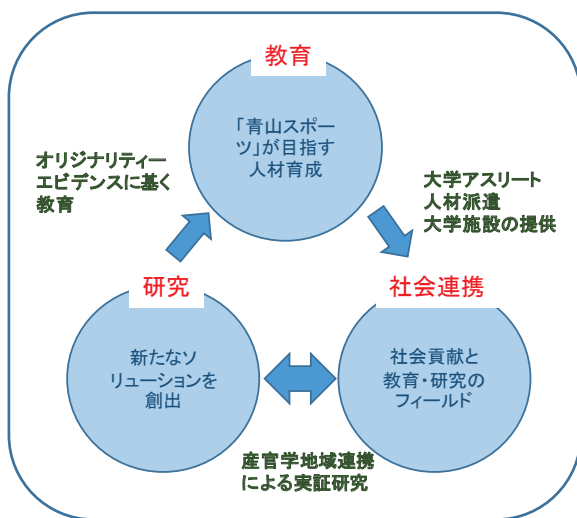 教育
「青山スポー
ツ」が目指す
人材育成
オリジナリティー
エビデンスに基く
教育
大学アスリート
人材派遣
大学施設の提供
研究
新たなソ
リューションを
創出
社会連携
社会貢献と
教育・研究の
フィールド
産官学地域連携
による実証研究